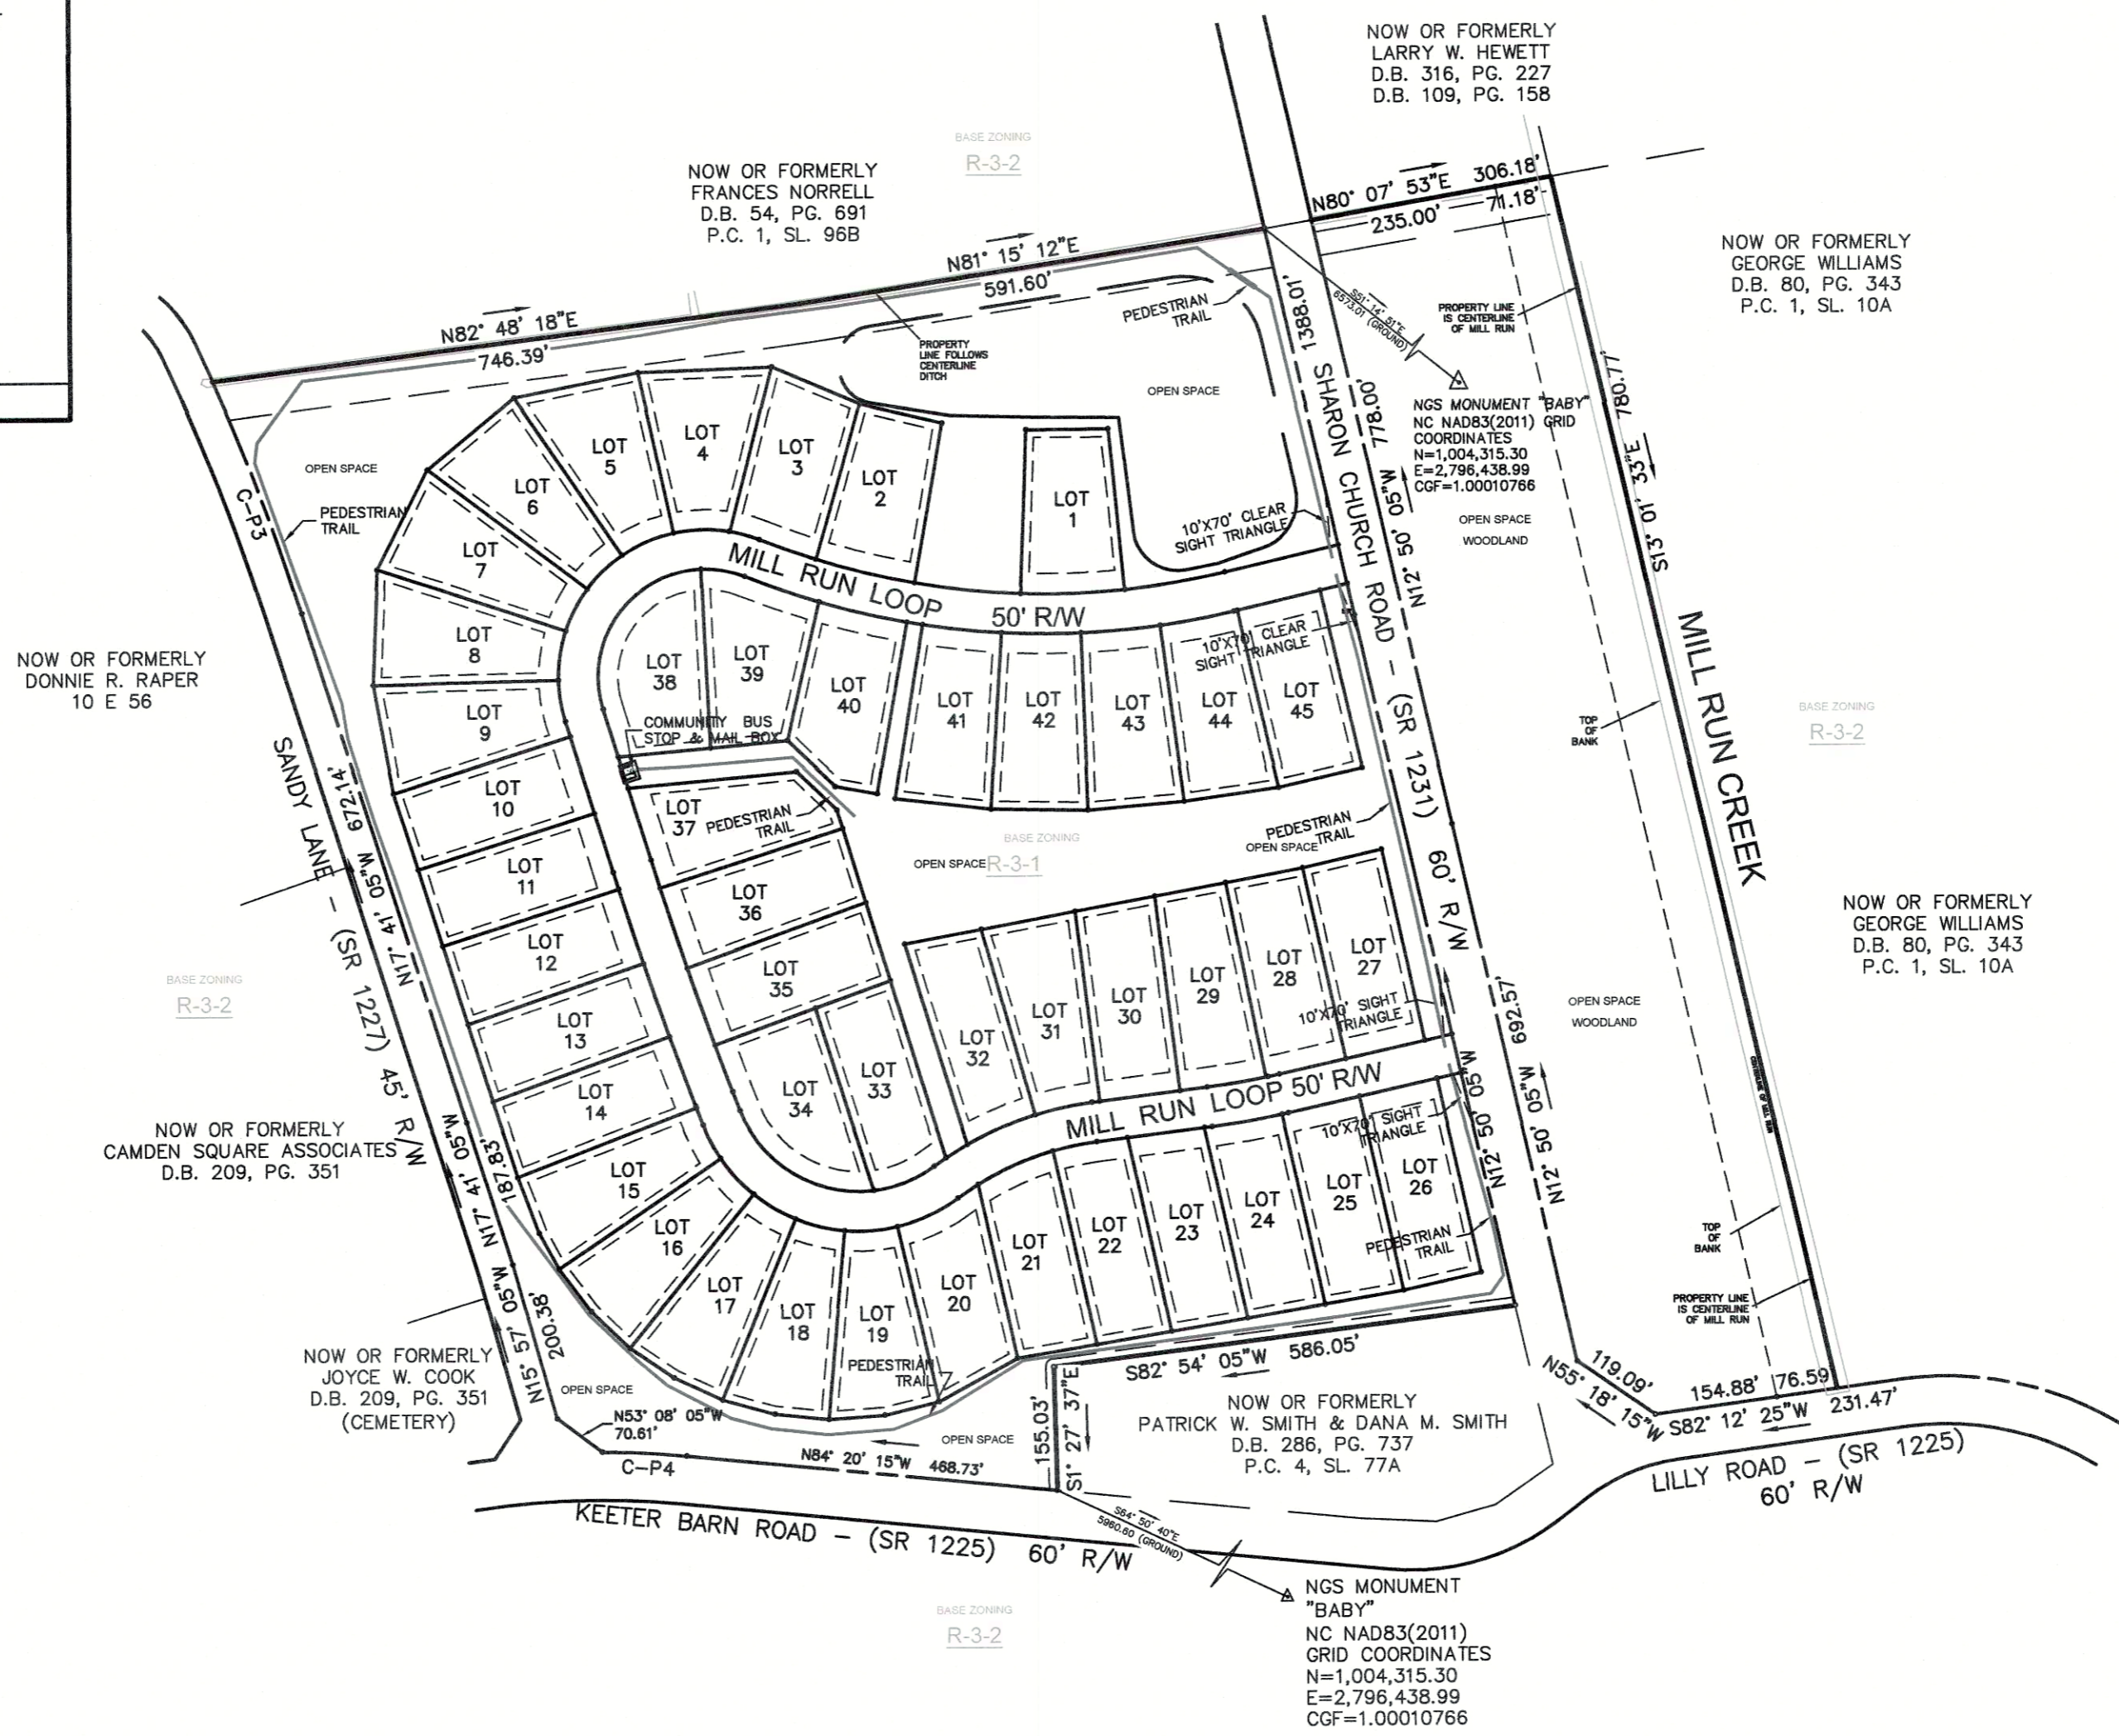 NOW OR FORMERLY
LARRY W. HEWETT
D.B. 316, PG. 227
D.B. 109, PG. 158
BASE ZONING
R-3-2
NOW OR FORMERLY
FRANCES NORRELL
D.B. 54, PG. 691
P.C. 1, SL. 96B
N80° 07' 53"E 306.18'
235.00' 71.18'
N81° 15' 12"E
591.60'
N82° 48' 18"E
746.39'
NOW OR FORMERLY
GEORGE WILLIAMS
D.B. 80, PG. 343
P.C. 1, SL. 10A
PEDESTRIAN
TRAIL
1388.01'
S51° 14' 51"E
6573.01 (GROUND)
PROPERTY LINE
IS CENTERLINE
OF MILL RUN
PROPERTY
LINE FOLLOWS
CENTERLINE
DITCH
OPEN SPACE
NGS MONUMENT "BABY"
NC NAD83(2011) GRID
COORDINATES
N=1,004,315.30
E=2,796,438.99
CGF=1.00010766
780.77'
S13° 01' 33"E
778.00'
N12° 50' 05"W
OPEN SPACE
WOODLAND
OPEN SPACE
PEDESTRIAN
TRAIL
C-P3
LOT
5
LOT
4
LOT
3
LOT
2
LOT
1
LOT
6
LOT
7
LOT
8
LOT
9
10'X70' CLEAR
SIGHT TRIANGLE
MILL RUN LOOP 50' R/W
SHARON CHURCH ROAD - (SR 1231) 60' R/W
10'X70' CLEAR
SIGHT TRIANGLE
MILL RUN CREEK
NOW OR FORMERLY
DONNIE R. RAPER
10 E 56
LOT
38
LOT
39
LOT
40
LOT
41
LOT
42
LOT
43
LOT
44
LOT
45
COMMUNITY BUS
STOP & MAIL BOX
TOP
OF
BANK
BASE ZONING
R-3-2
SANDY LANE - (SR 1227) 45' R/W
672.14'
N17° 41' 05"W
LOT
10
LOT
11
LOT
12
LOT
13
LOT
14
LOT
15
LOT
16
LOT
37
PEDESTRIAN
TRAIL
LOT
36
LOT
35
LOT
34
LOT
33
BASE ZONING
R-3-1
OPEN SPACE
PEDESTRIAN
TRAIL
OPEN SPACE
LOT
32
LOT
31
LOT
30
LOT
29
LOT
28
LOT
27
10'X70' SIGHT
TRIANGLE
692.57'
N12° 50' 05"W
OPEN SPACE
WOODLAND
NOW OR FORMERLY
GEORGE WILLIAMS
D.B. 80, PG. 343
P.C. 1, SL. 10A
BASE ZONING
R-3-2
NOW OR FORMERLY
CAMDEN SQUARE ASSOCIATES
D.B. 209, PG. 351
187.83'
N17° 41' 05"W
MILL RUN LOOP 50' R/W
10'X70' SIGHT
TRIANGLE
N12° 50' 05"W
LOT
17
LOT
18
LOT
19
LOT
20
LOT
21
LOT
22
LOT
23
LOT
24
LOT
25
LOT
26
PEDESTRIAN
TRAIL
TOP
OF
BANK
PROPERTY LINE
IS CENTERLINE
OF MILL RUN
PEDESTRIAN
TRAIL
S82° 54' 05"W 586.05'
N15° 57' 05"W
200.38'
NOW OR FORMERLY
JOYCE W. COOK
D.B. 209, PG. 351
(CEMETERY)
OPEN SPACE
N53° 08' 05"W
70.61'
C-P4
OPEN SPACE
N84° 20' 15"W 468.73'
155.03'
S1° 27' 37"E
NOW OR FORMERLY
PATRICK W. SMITH & DANA M. SMITH
D.B. 286, PG. 737
P.C. 4, SL. 77A
119.09'
N55° 18' 15"W
154.88' 76.59'
S82° 12' 25"W 231.47'
LILLY ROAD - (SR 1225)
60' R/W
KEETER BARN ROAD - (SR 1225) 60' R/W
S64° 50' 40"E
5960.60 (GROUND)
NGS MONUMENT
"BABY"
NC NAD83(2011)
GRID COORDINATES
N=1,004,315.30
E=2,796,438.99
CGF=1.00010766
BASE ZONING
R-3-2